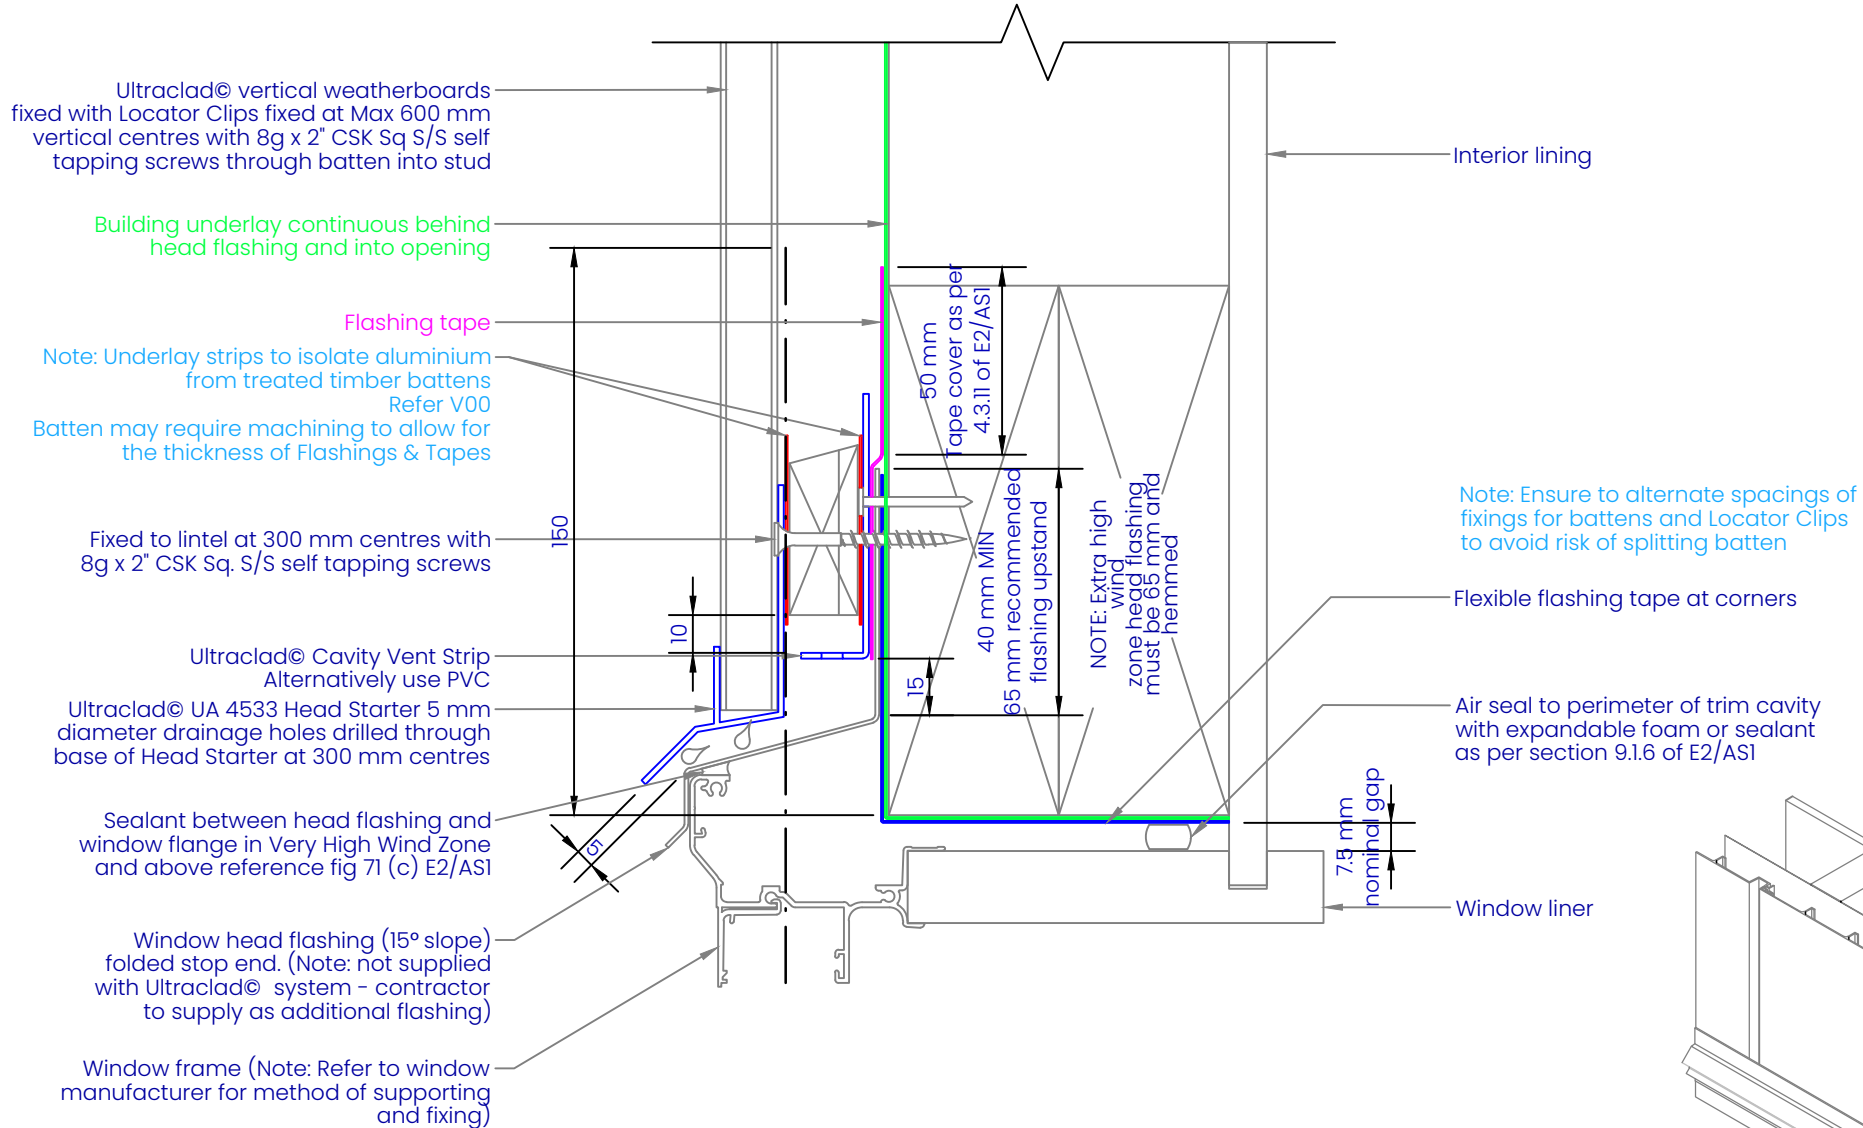 Ultraclad© vertical weatherboards
fixed with Locator Clips fixed at Max 600 mm
vertical centres with 8g x 2" CSK Sq S/S self
tapping screws through batten into stud
Building underlay continuous behind
head flashing and into opening
Flashing tape
Note: Underlay strips to isolate aluminium
from treated timber battens
Refer V00
Batten may require machining to allow for
the thickness of Flashings & Tapes
Fixed to lintel at 300 mm centres with
8g x 2" CSK Sq. S/S self tapping screws
Ultraclad© Cavity Vent Strip
Alternatively use PVC
Ultraclad© UA 4533 Head Starter 5 mm
diameter drainage holes drilled through
base of Head Starter at 300 mm centres
Sealant between head flashing and
window flange in Very High Wind Zone
and above reference fig 71 (c) E2/AS1
Window head flashing (15° slope)
folded stop end. (Note: not supplied
with Ultraclad© system - contractor
to supply as additional flashing)
Window frame (Note: Refer to window
manufacturer for method of supporting
and fixing)
150
10
5
15
50 mm
Tape cover as per
4.3.11 of E2/AS1
40 mm MIN
65 mm recommended
flashing upstand
NOTE: Extra high
wind
zone head flashing
must be 65 mm and
hemmed
Interior lining
Note: Ensure to alternate spacings of
fixings for battens and Locator Clips
to avoid risk of splitting batten
Flexible flashing tape at corners
Air seal to perimeter of trim cavity
with expandable foam or sealant
as per section 9.1.6 of E2/AS1
7.5 mm
nominal gap
Window liner